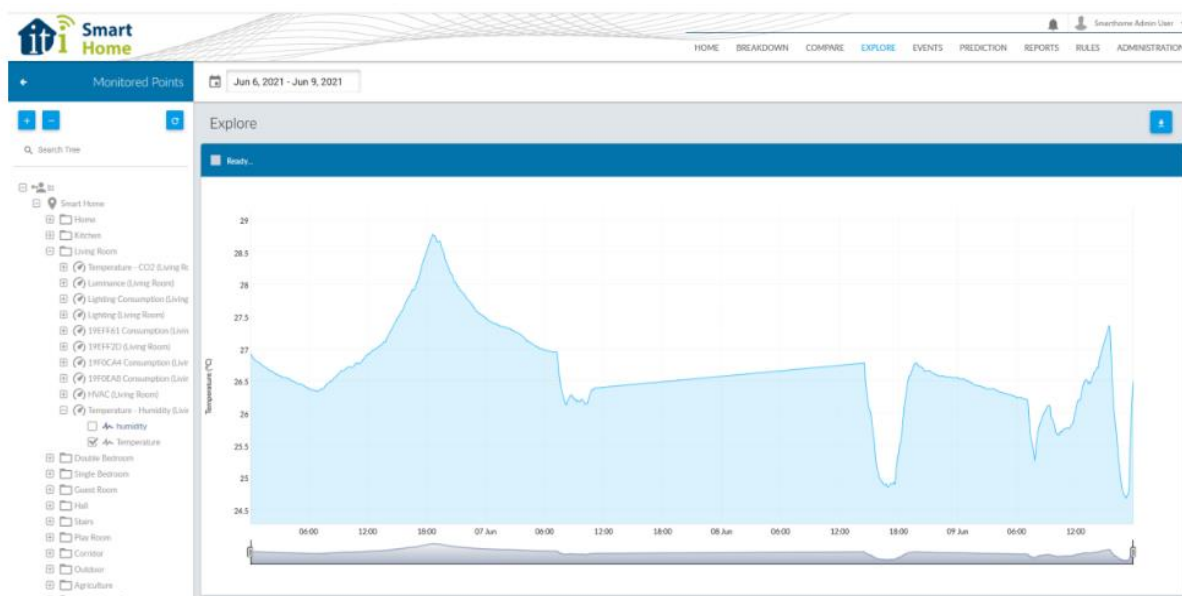 iti Smart
Home
Smarthome Admin User
HOME BREAKDOWN COMPARE EXPLORE EVENTS PREDICTION REPORTS RULES ADMINISTRATION
Monitored Points
Jun 6, 2021 - Jun 9, 2021
Explore
Search Tree
Ready...
iti
Smart Home
Home
Kitchen
Living Room
Temperature - CO2 (Living Rc
Luminance (Living Room)
Lighting Consumption (Living
Lighting (Living Room)
19EFF61 Consumption (Livin
19EFF2D (Living Room)
19F0CA4 Consumption (Livir
19F0EA8 Consumption (Livin
HVAC (Living Room)
Temperature - Humidity (Livin
humidity
Temperature
Double Bedroom
Single Bedroom
Guest Room
Hall
Stairs
Play Room
Corridor
Outdoor
Agriculture
Temperature (°C)
29
28.5
28
27.5
27
26.5
26
25.5
25
24.5
06:00 12:00 18:00 07 Jun 06:00 12:00 18:00 08 Jun 06:00 12:00 18:00 09 Jun 06:00 12:00